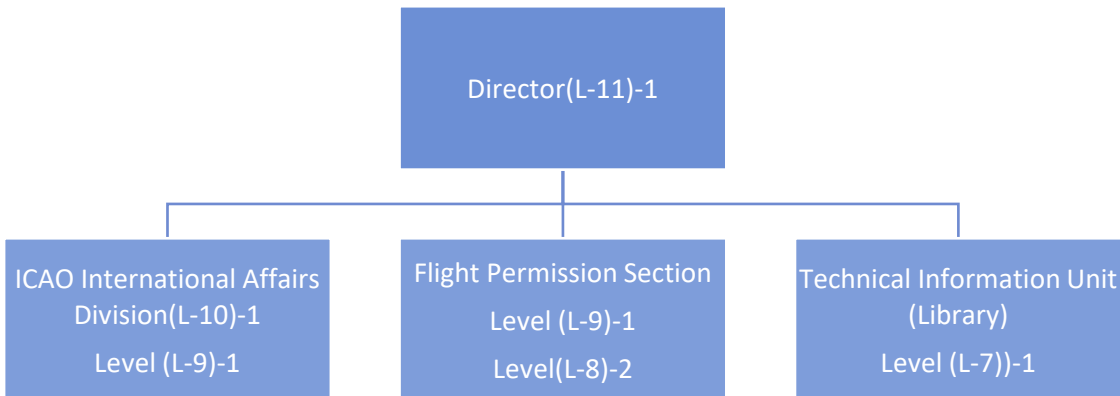 Director(L-11)-1
ICAO International Affairs
Division(L-10)-1
Level (L-9)-1
Flight Permission Section
Level (L-9)-1
Level(L-8)-2
Technical Information Unit
(Library)
Level (L-7))-1